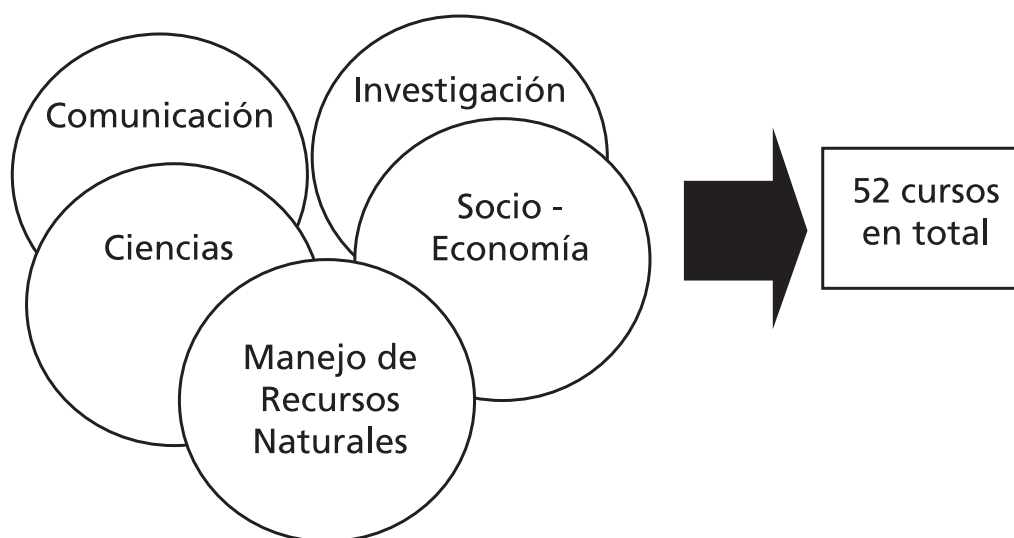 Comunicación
Investigación
Ciencias
Socio -
Economía
Manejo de
Recursos
Naturales
52 cursos
en total